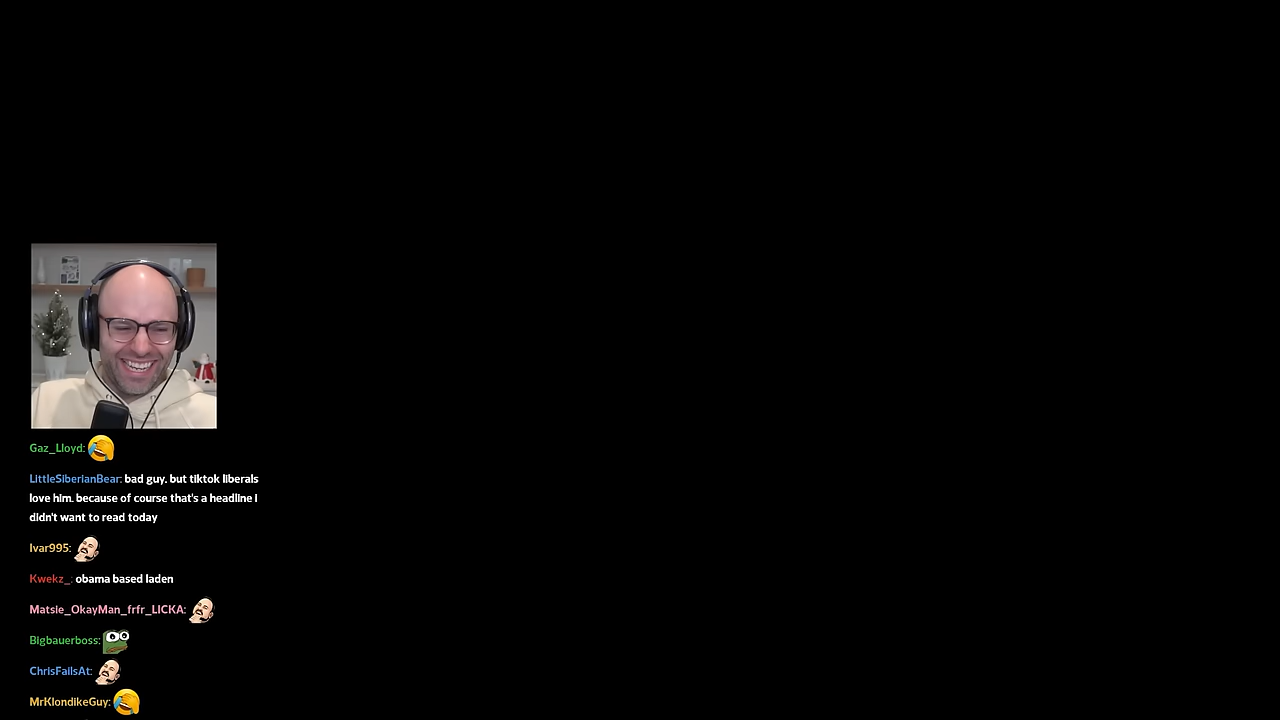 Gaz_Lloyd:
LittleSiberianBear: bad guy. but tiktok liberals
love him. because of course that's a headline i
didn't want to read today
Ivar995:
Kwekz_: obama based laden
Matsie_OkayMan_frfr_LICKA:
Bigbauerboss:
ChrisFailsAt:
MrKlondikeGuy: